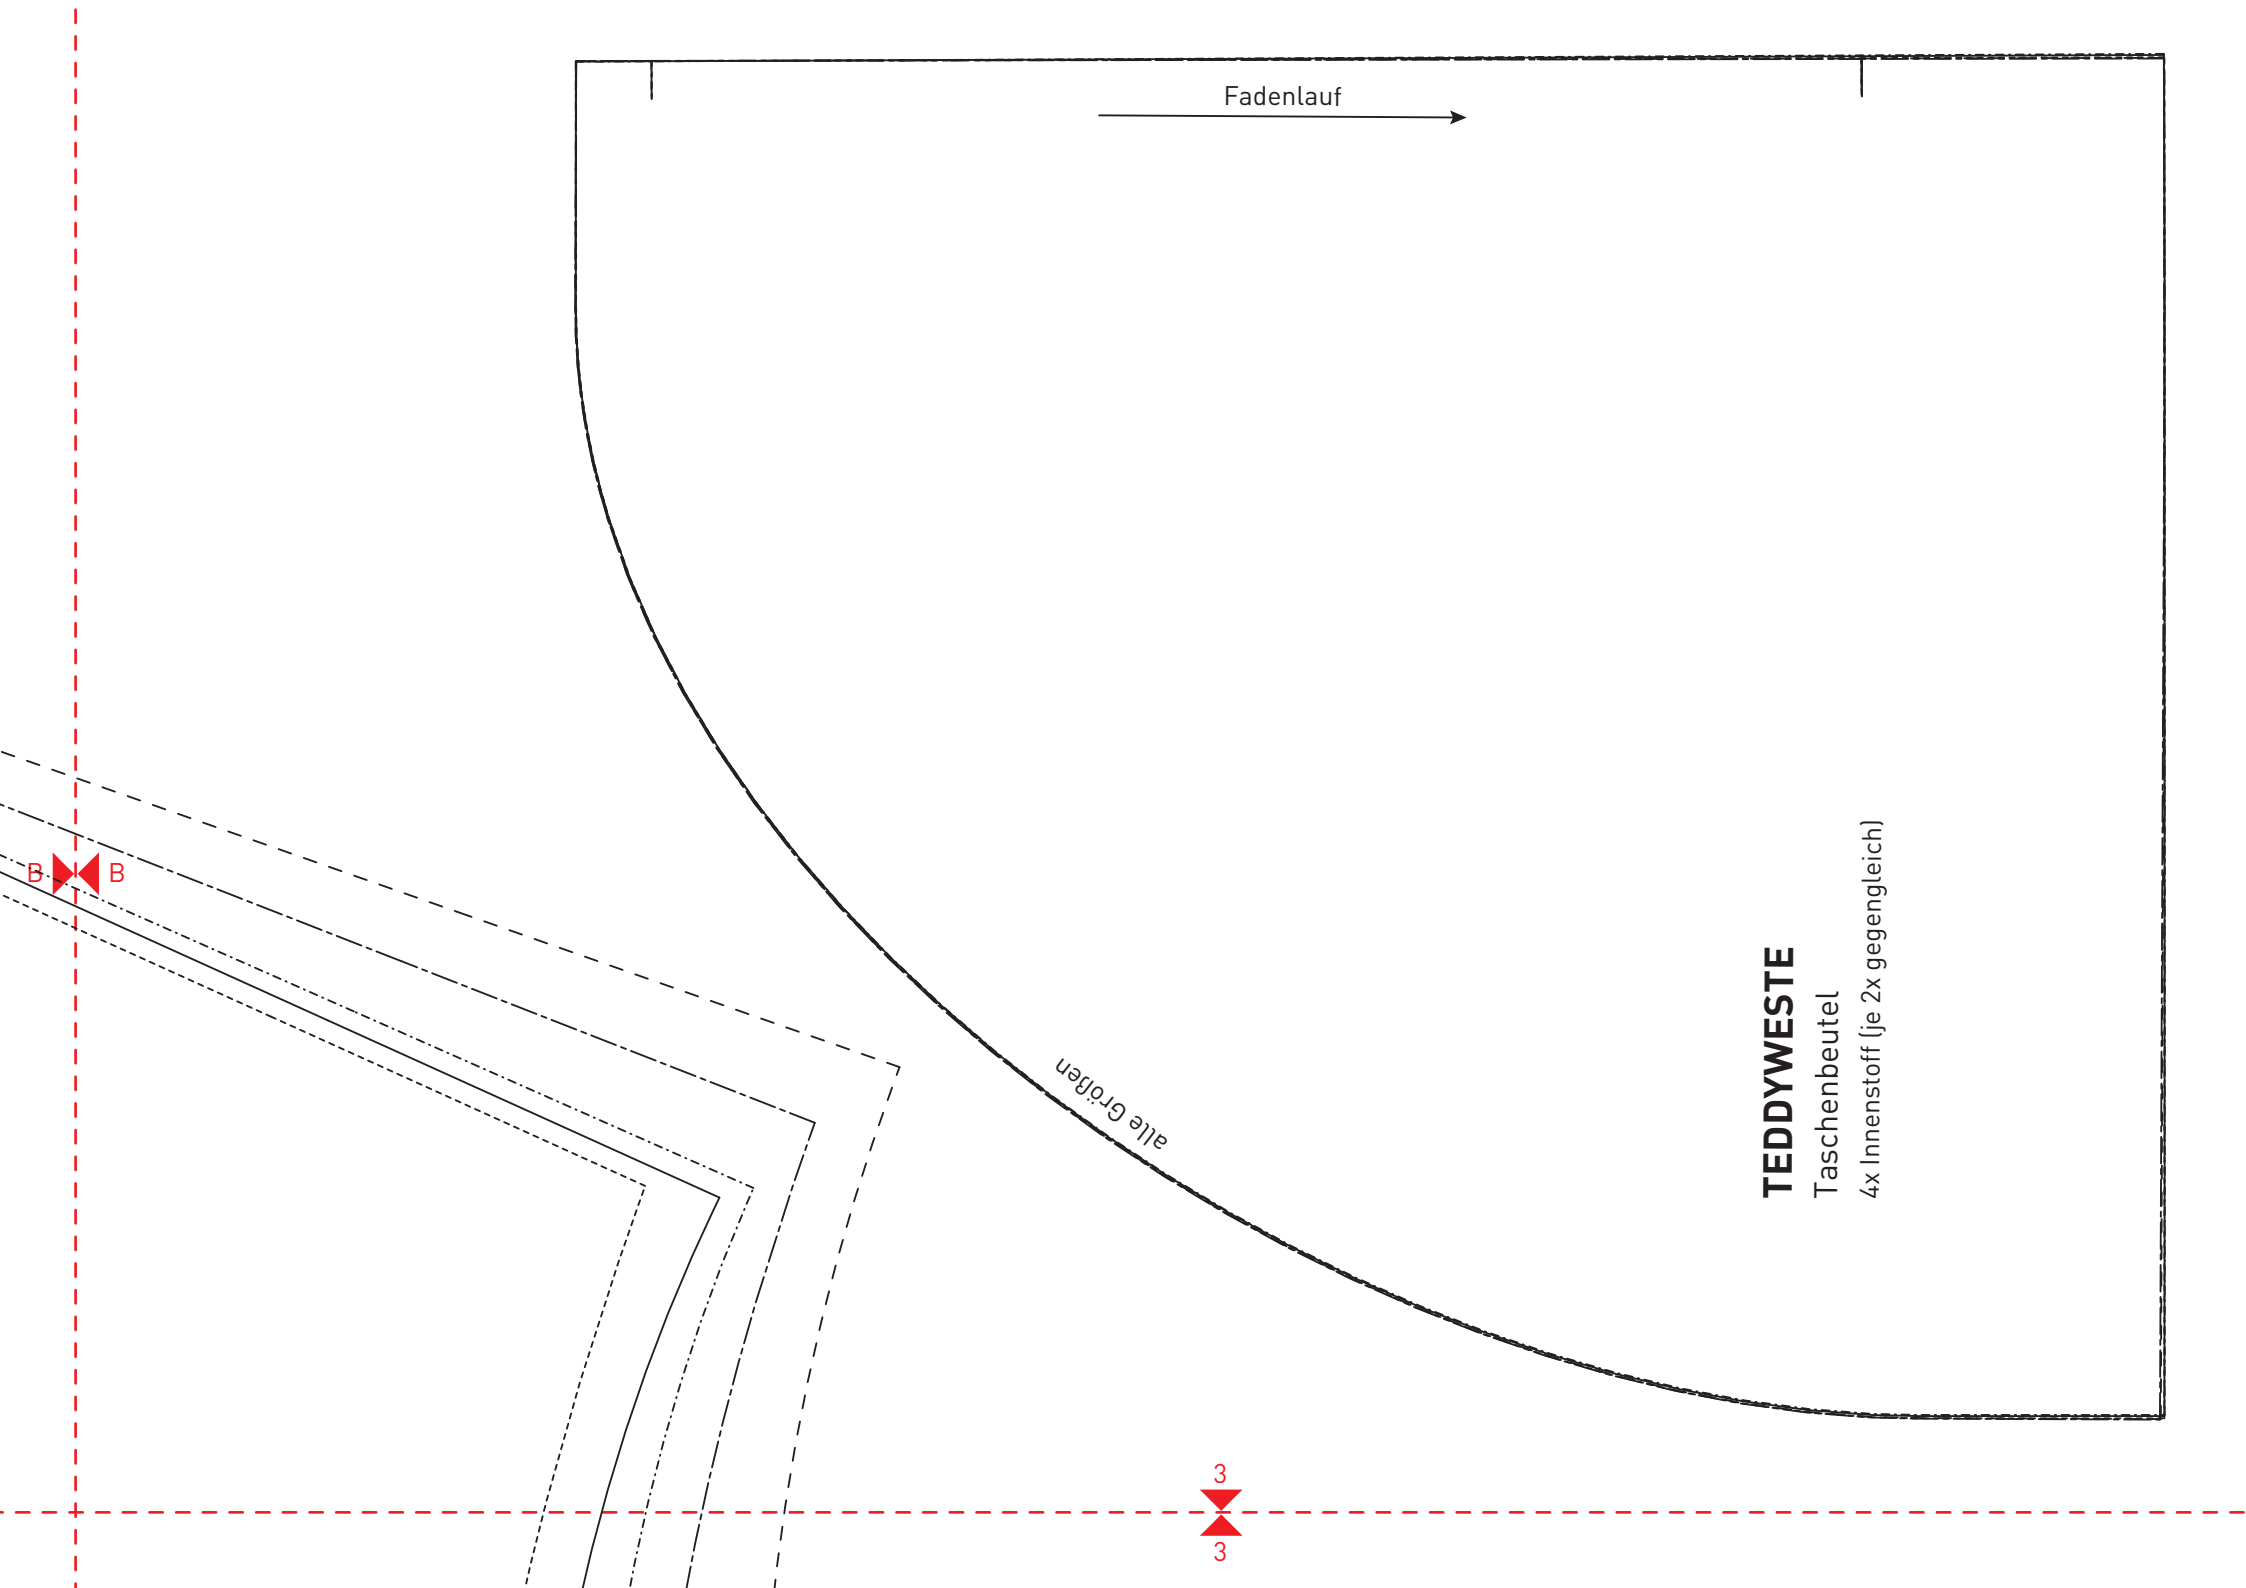 Fadenlauf
B B
alle Größen
TEDDYWESTE
Taschenbeutel
4x Innenstoff (je 2x gegengleich)
3
3